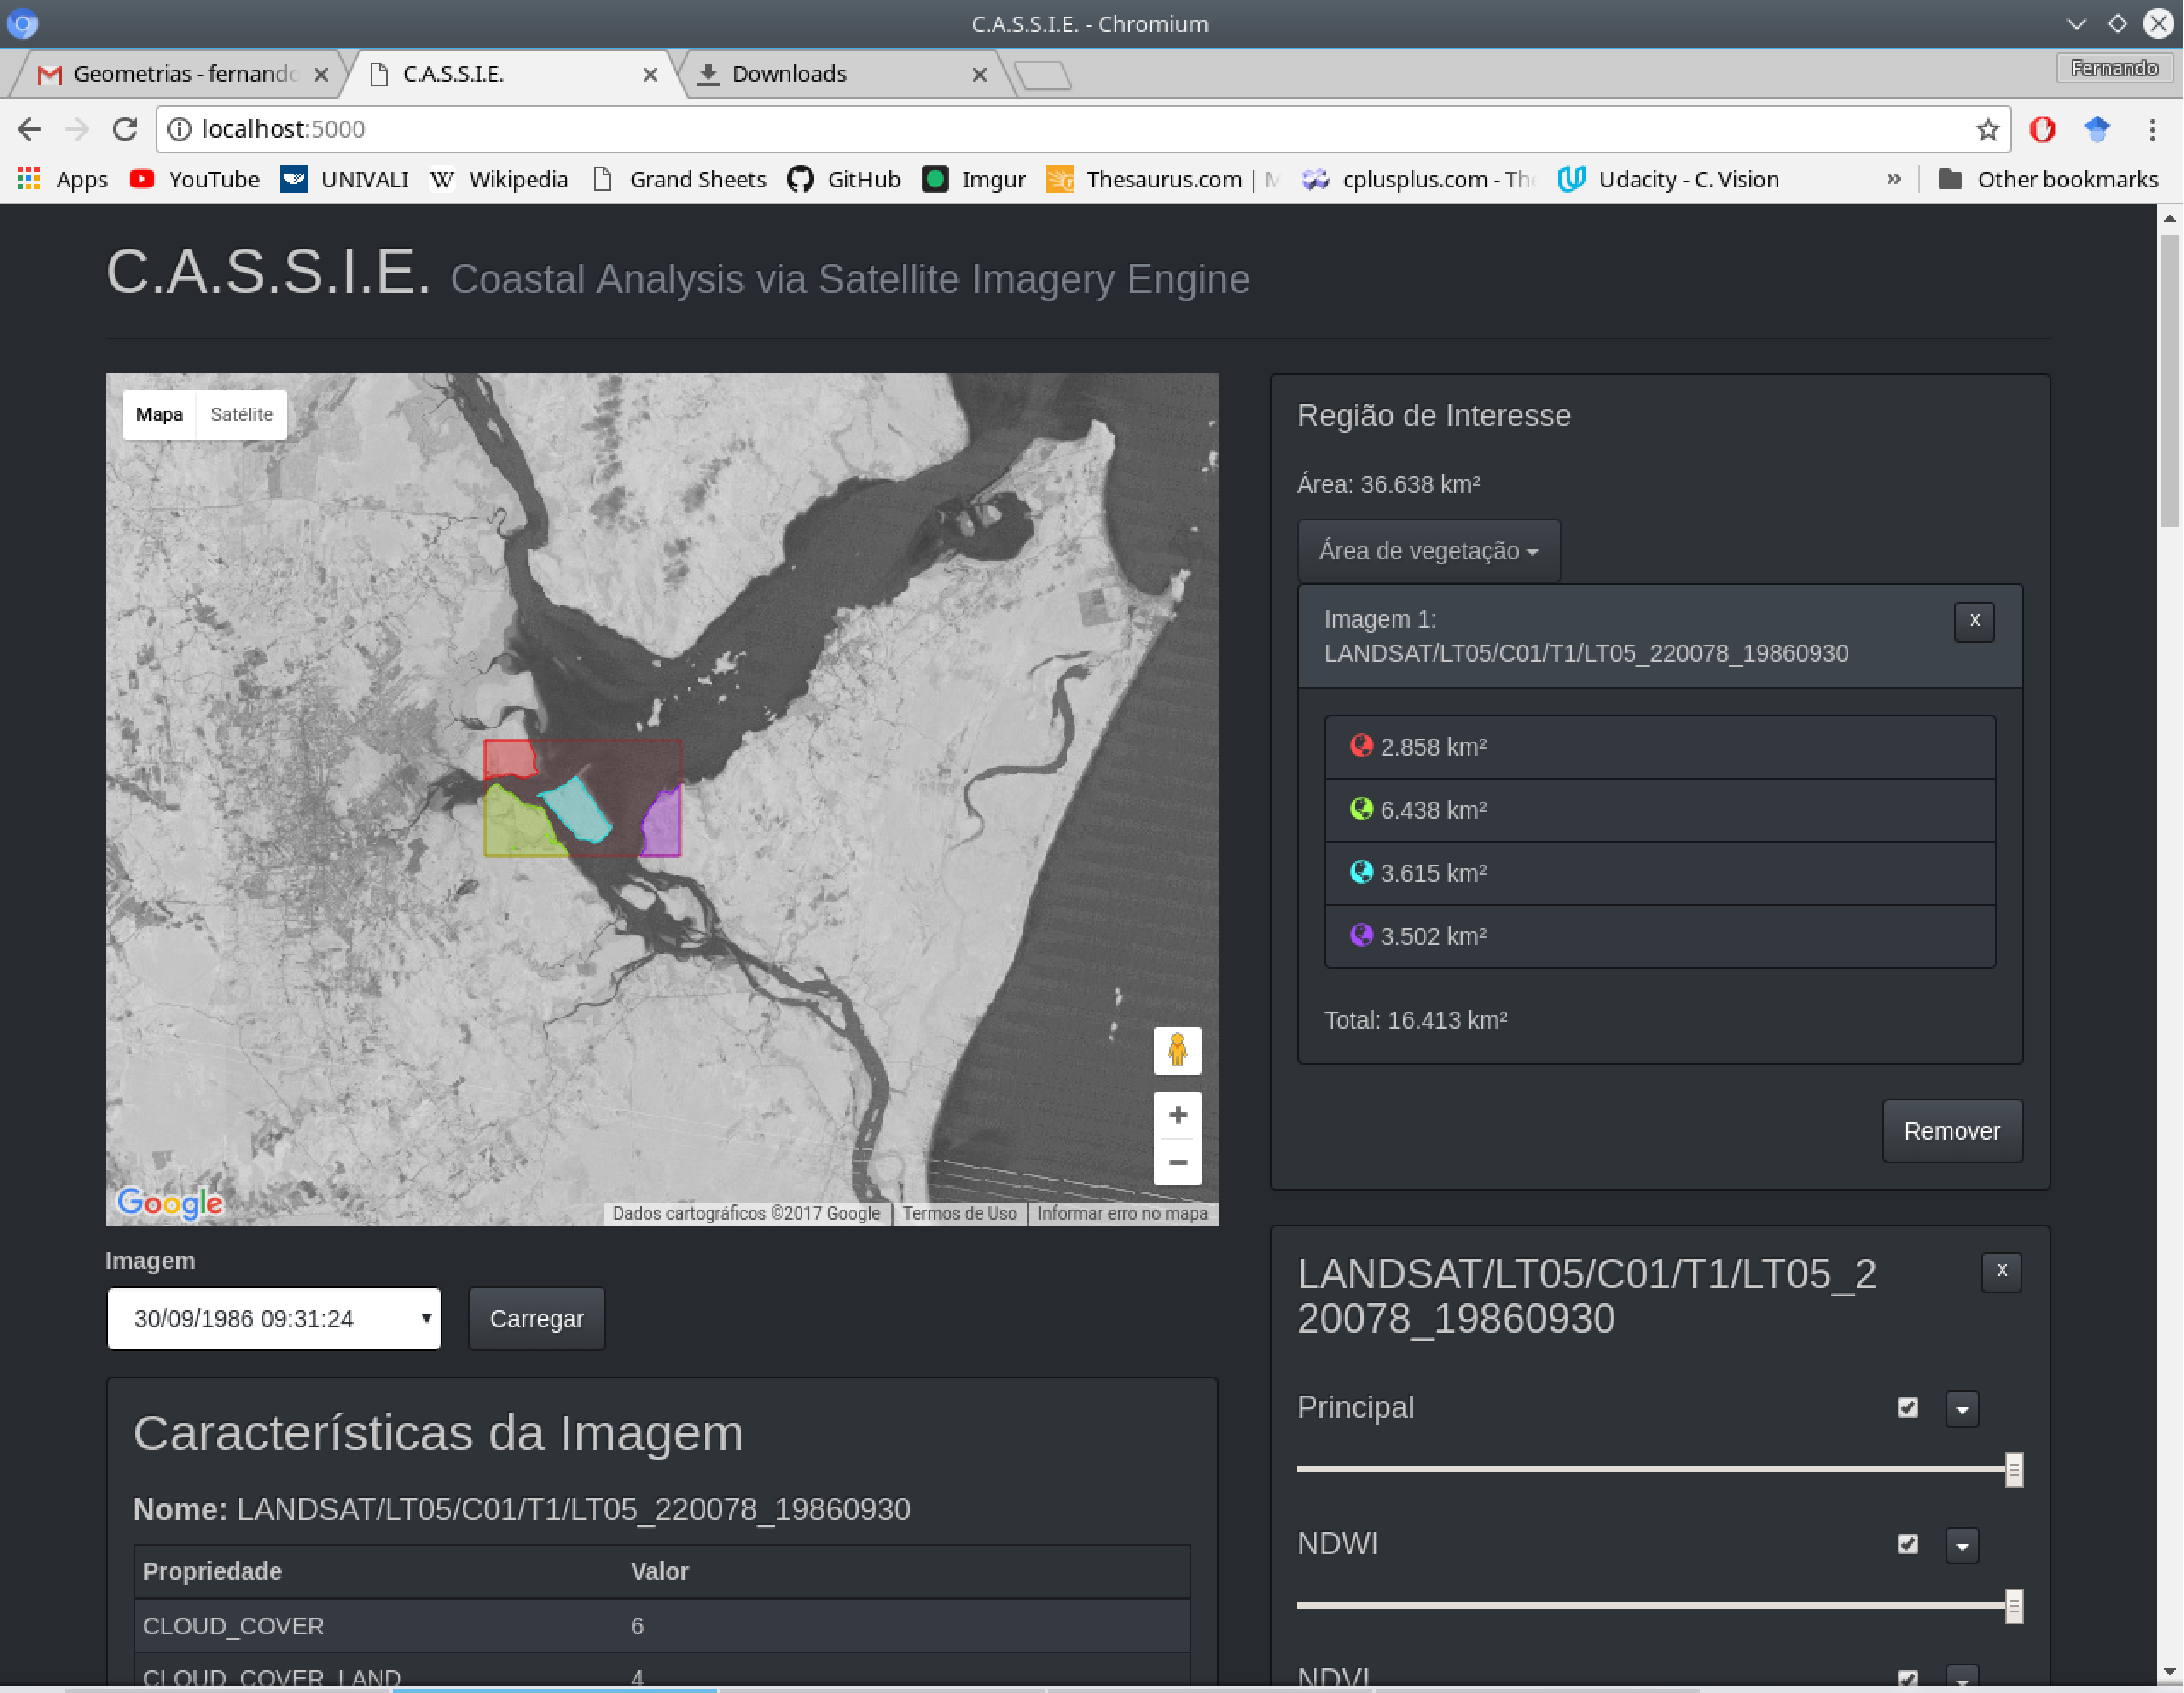 C.A.S.S.I.E. - Chromium
Geometrias - fernando
C.A.S.S.I.E.
Downloads
Fernando
localhost:5000
Apps
YouTube
UNIVALI
Wikipedia
Grand Sheets
GitHub
Imgur
Thesaurus.com | M
cplusplus.com - The
Udacity - C. Vision
»
Other bookmarks
C.A.S.S.I.E. Coastal Analysis via Satellite Imagery Engine
Mapa
Satélite
Google
Dados cartográficos ©2017 Google
Termos de Uso
Informar erro no mapa
Imagem
30/09/1986 09:31:24
Carregar
Características da Imagem
Nome: LANDSAT/LT05/C01/T1/LT05_220078_19860930
Propriedade Valor
CLOUD_COVER 6
CLOUD_COVER_LAND 4
Região de Interesse
Área: 36.638 km²
Área de vegetação
Imagem 1:
LANDSAT/LT05/C01/T1/LT05_220078_19860930
x
2.858 km²
6.438 km²
3.615 km²
3.502 km²
Total: 16.413 km²
Remover
LANDSAT/LT05/C01/T1/LT05_2
20078_19860930
x
Principal
NDWI
NDVI